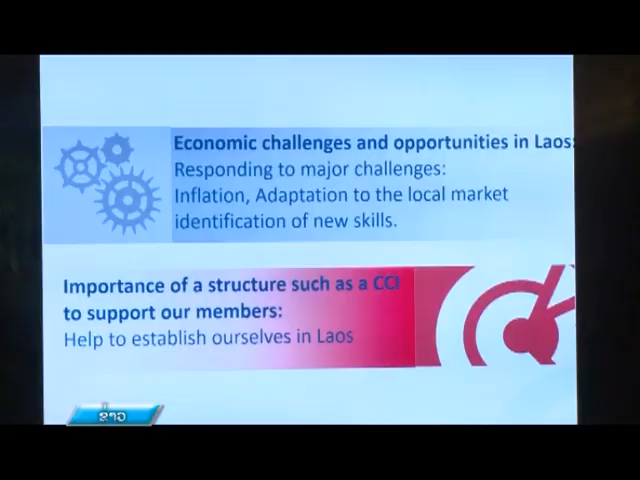 Economic challenges and opportunities in Laos:
Responding to major challenges:
Inflation, Adaptation to the local market
identification of new skills.
Importance of a structure such as a CCI
to support our members:
Help to establish ourselves in Laos
ຂ່າວ